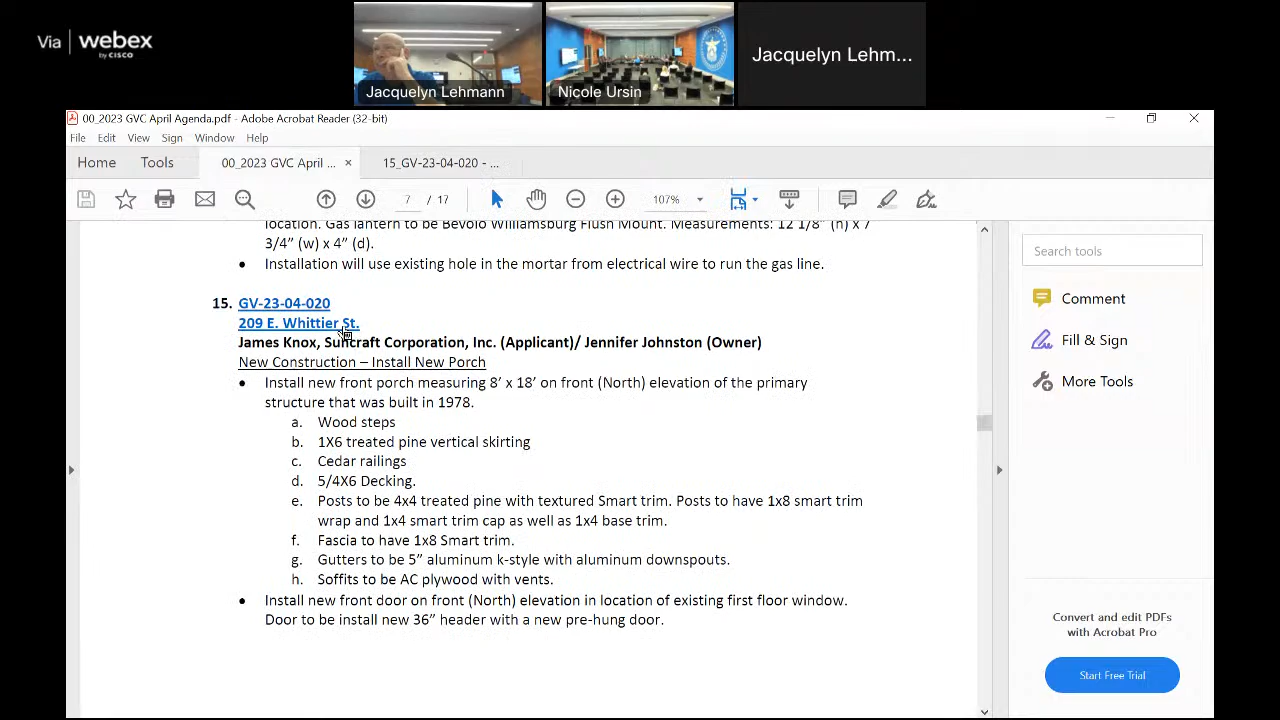 Via webex
by CISCO
Jacquelyn Lehmann
Nicole Ursin
Jacquelyn Lehm...
00_2023 GVC April Agenda.pdf - Adobe Acrobat Reader (32-bit)
File Edit View Sign Window Help
Home Tools 00_2023 GVC April ... × 15_GV-23-04-020 - ...
7 / 17 107%
location. Gas lantern to be Bevolo Williamsburg Flush Mount. Measurements: 12 1/8” (h) x 7
3/4” (w) x 4” (d).
• Installation will use existing hole in the mortar from electrical wire to run the gas line.
15. GV-23-04-020
209 E. Whittier St.
James Knox, Suncraft Corporation, Inc. (Applicant)/ Jennifer Johnston (Owner)
New Construction – Install New Porch
• Install new front porch measuring 8’ x 18’ on front (North) elevation of the primary
structure that was built in 1978.
a. Wood steps
b. 1X6 treated pine vertical skirting
c. Cedar railings
d. 5/4X6 Decking.
e. Posts to be 4x4 treated pine with textured Smart trim. Posts to have 1x8 smart trim
wrap and 1x4 smart trim cap as well as 1x4 base trim.
f. Fascia to have 1x8 Smart trim.
g. Gutters to be 5” aluminum k-style with aluminum downspouts.
h. Soffits to be AC plywood with vents.
• Install new front door on front (North) elevation in location of existing first floor window.
Door to be install new 36” header with a new pre-hung door.
Search tools
Comment
Fill & Sign
More Tools
Convert and edit PDFs
with Acrobat Pro
Start Free Trial